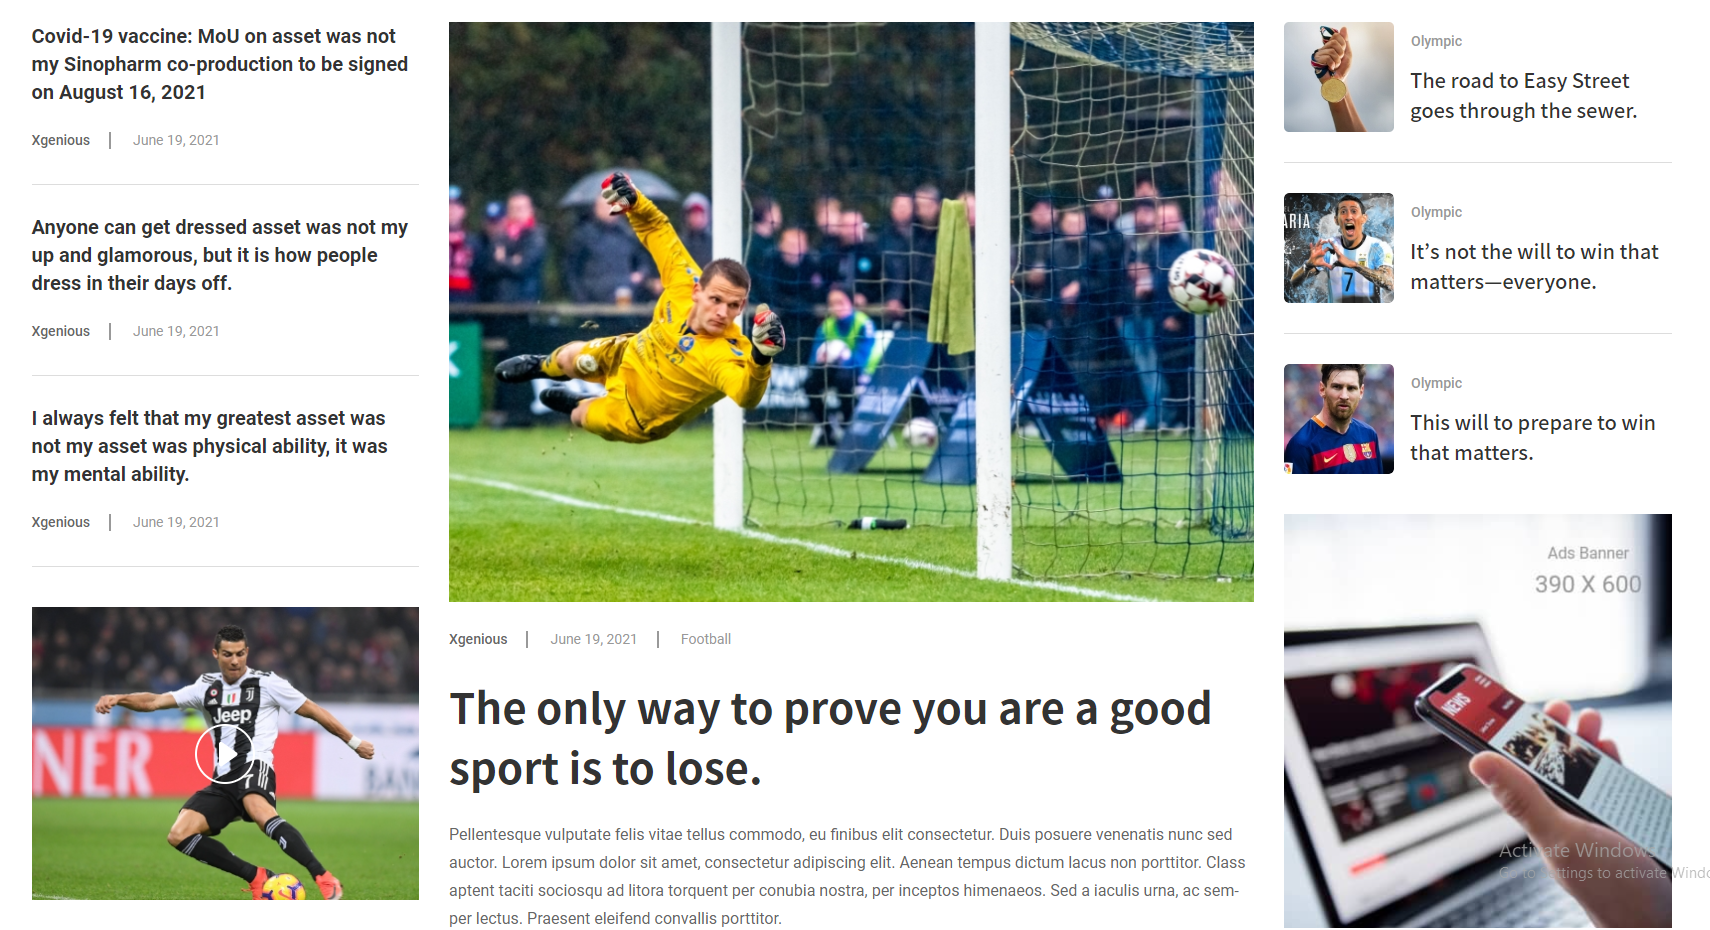 Covid-19 vaccine: MoU on asset was not
my Sinopharm co-production to be signed
on August 16, 2021
Xgenious | June 19, 2021
Anyone can get dressed asset was not my
up and glamorous, but it is how people
dress in their days off.
Xgenious | June 19, 2021
I always felt that my greatest asset was
not my asset was physical ability, it was
my mental ability.
Xgenious | June 19, 2021
NER
Jeep
7
Xgenious | June 19, 2021 | Football
The only way to prove you are a good
sport is to lose.
Pellentesque vulputate felis vitae tellus commodo, eu finibus elit consectetur. Duis posuere venenatis nunc sed
auctor. Lorem ipsum dolor sit amet, consectetur adipiscing elit. Aenean tempus dictum lacus non porttitor. Class
aptent taciti sociosqu ad litora torquent per conubia nostra, per inceptos himenaeos. Sed a iaculis urna, ac sem-
per lectus. Praesent eleifend convallis porttitor.
Olympic
The road to Easy Street
goes through the sewer.
ARIA
7
Olympic
It’s not the will to win that
matters—everyone.
Olympic
This will to prepare to win
that matters.
Ads Banner
390 X 600
NEWS
Activate Windows
Go to Settings to activate Windo